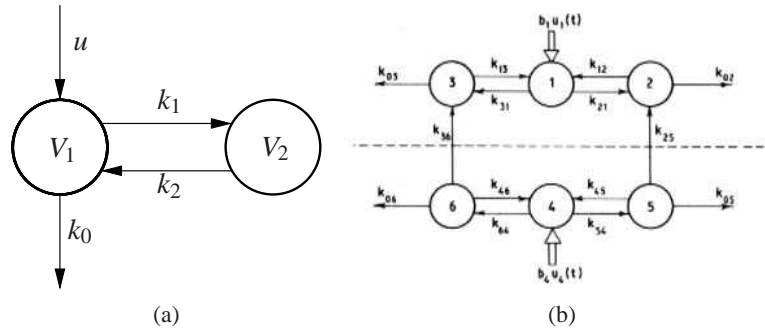 u
k₁
V₁
V₂
k₂
k₀
(a)
b₁u₁(t)
k₁₃
k₁₂
k₀₃
k₀₂
3
1
2
k₃₁
k₂₁
k₃₆
k₂₅
k₄₆
k₄₅
k₀₆
k₀₅
6
4
5
k₆₄
k₅₄
b₄u₄(t)
(b)